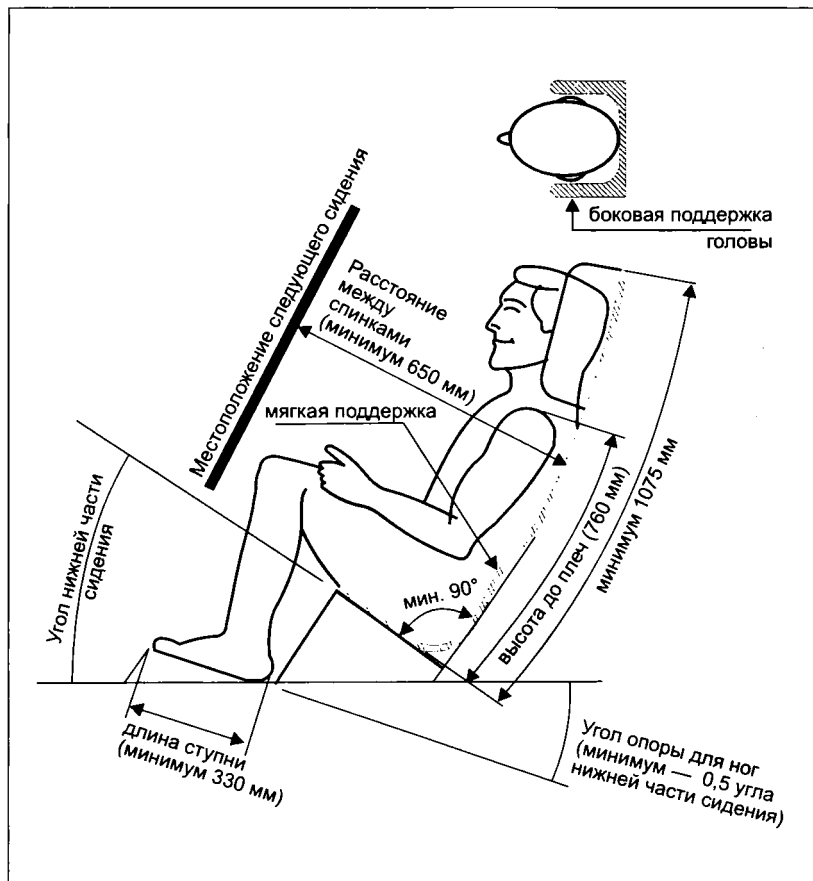 боковая поддержка
головы
Местоположение следующего сидения
Расстояние
между
спинками
(минимум 650 мм)
мягкая поддержка
Угол нижней части
сидения
мин. 90°
высота до плеч (760 мм)
минимум 1075 мм
длина ступни
(минимум 330 мм)
Угол опоры для ног
(минимум — 0,5 угла
нижней части сидения)